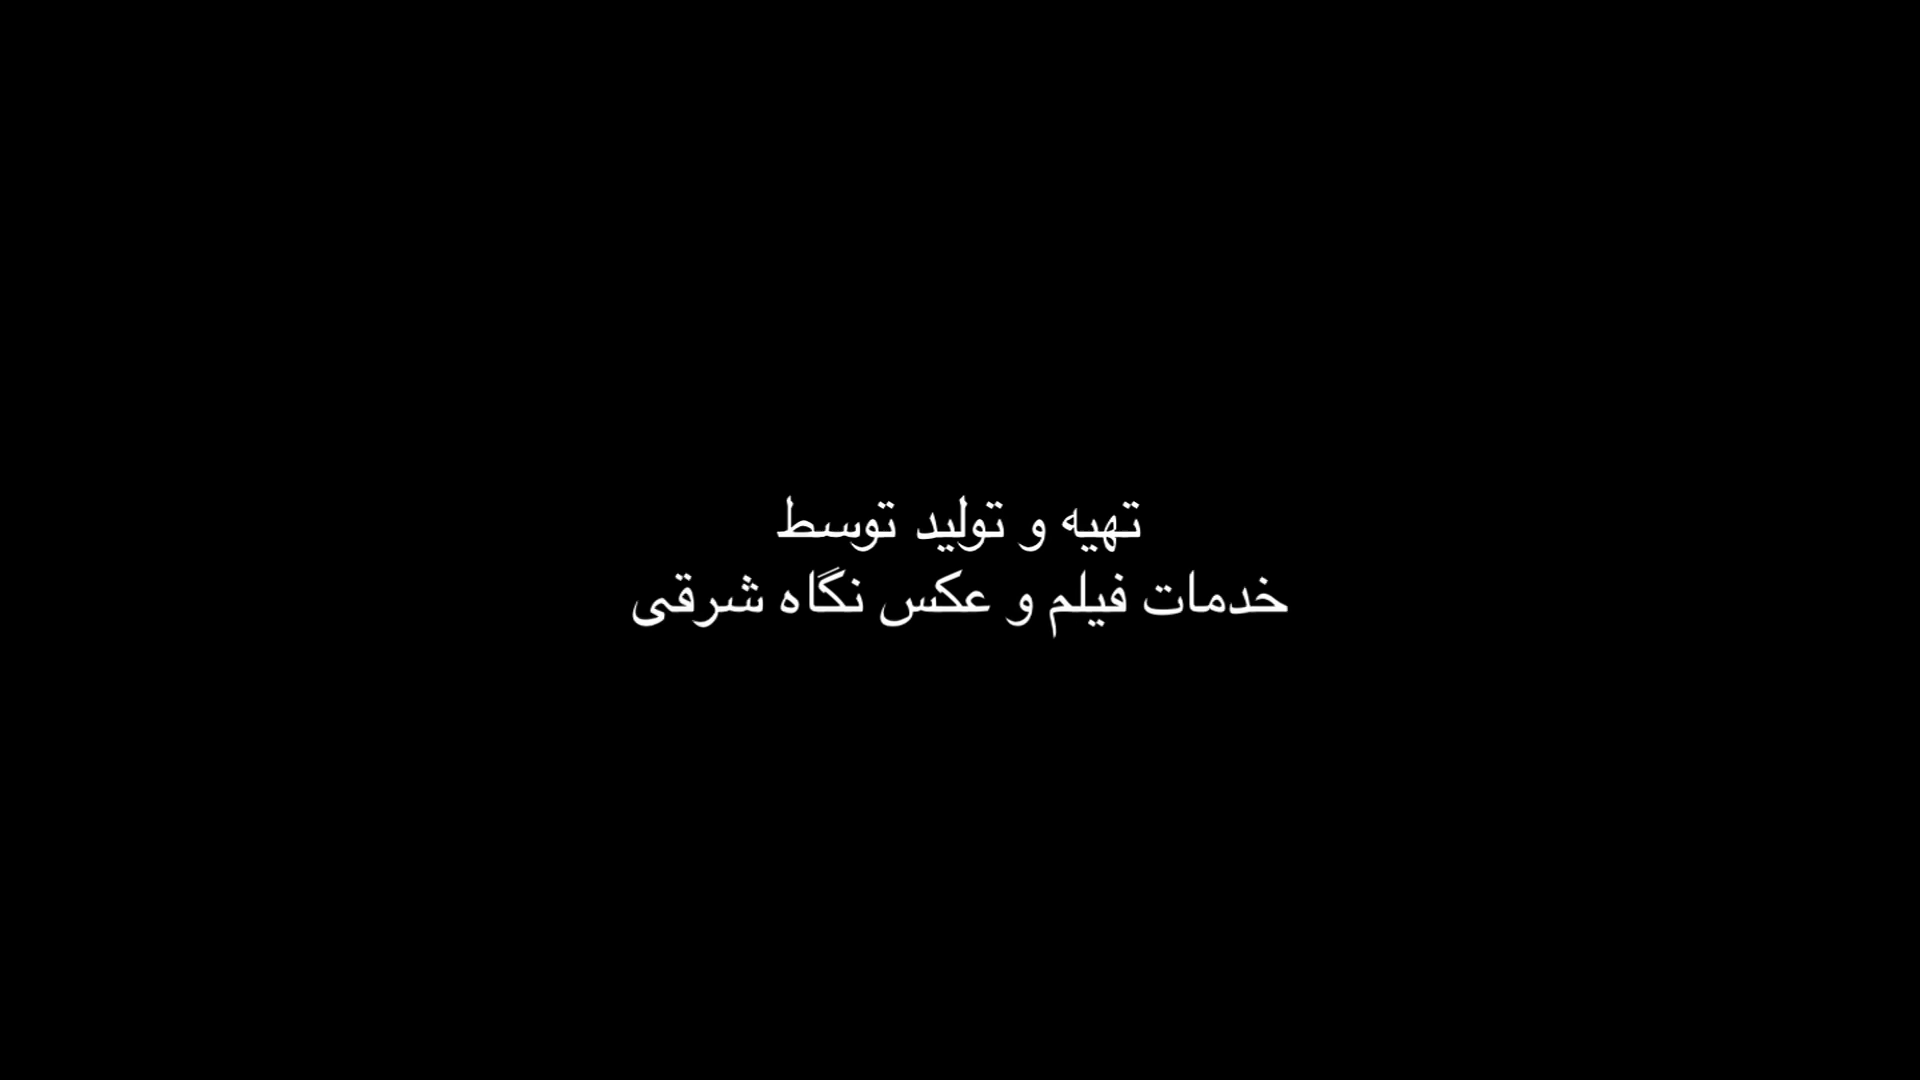 تهیه و تولید توسط
خدمات فیلم و عکس نگاه شرقی